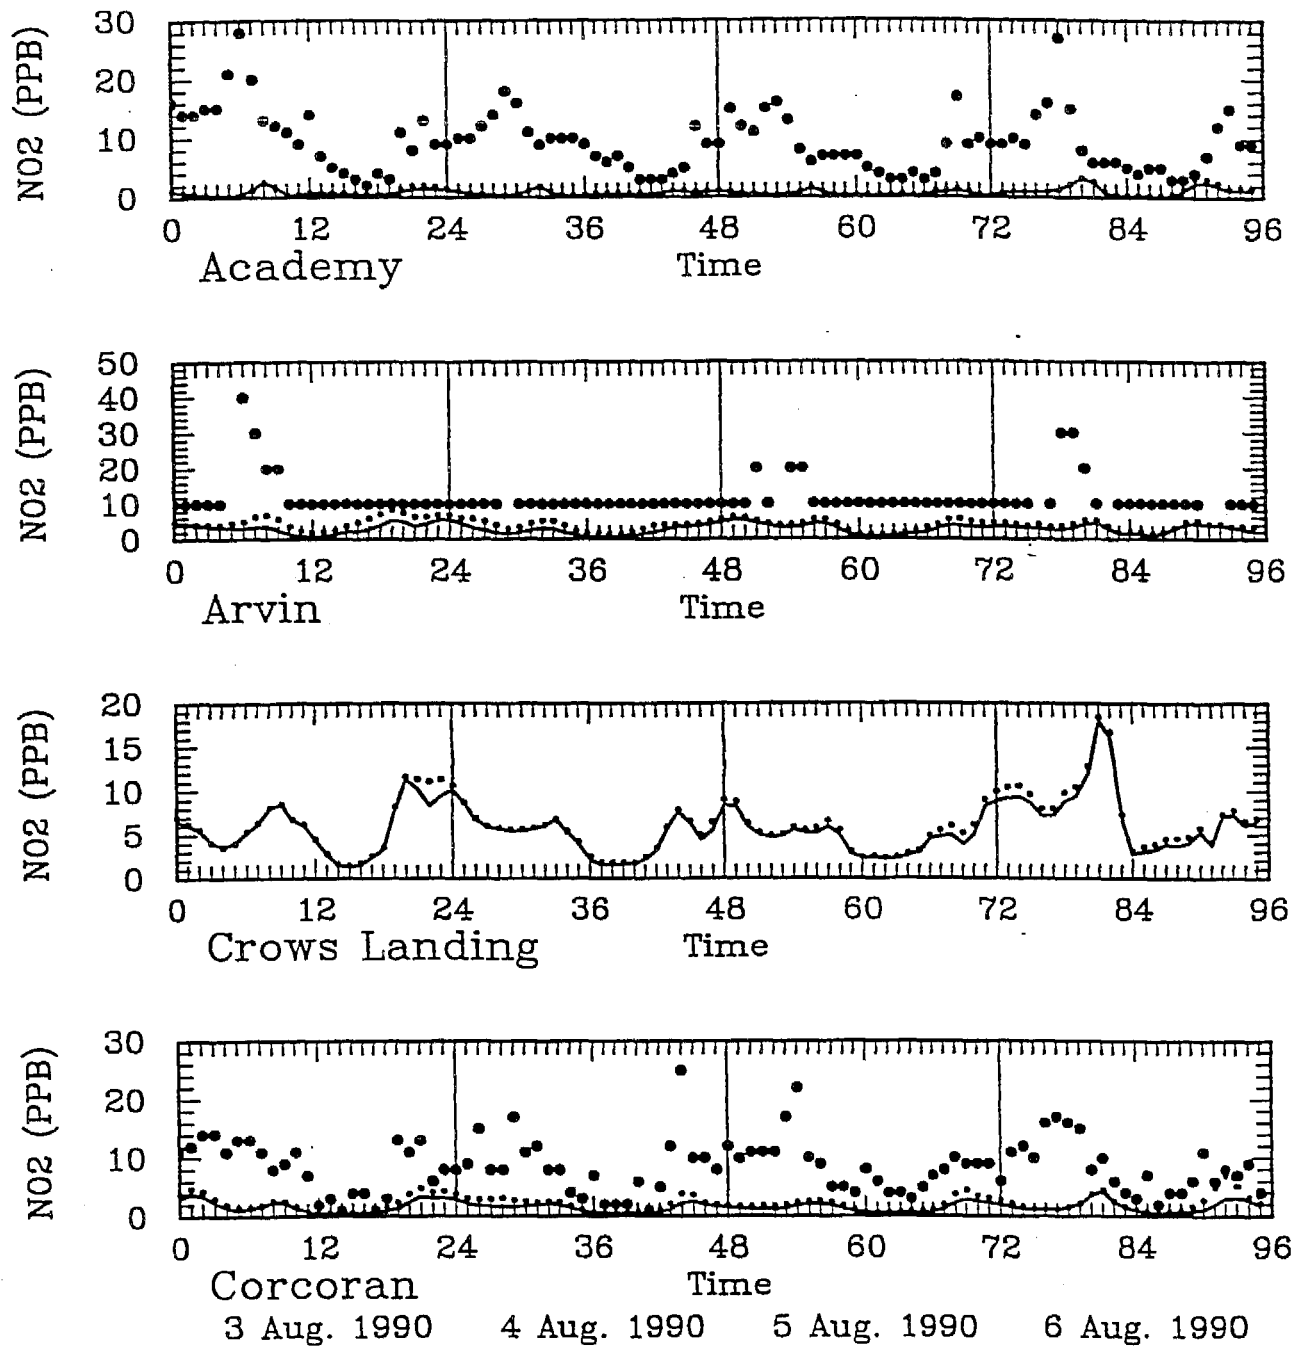 NO2 (PPB)
30
20
10
0
0 12 24 36 48 60 72 84 96
Academy Time
NO2 (PPB)
50
40
30
20
10
0
0 12 24 36 48 60 72 84 96
Arvin Time
NO2 (PPB)
20
15
10
5
0
0 12 24 36 48 60 72 84 96
Crows Landing Time
NO2 (PPB)
30
20
10
0
0 12 24 36 48 60 72 84 96
Corcoran Time
3 Aug. 1990 4 Aug. 1990 5 Aug. 1990 6 Aug. 1990